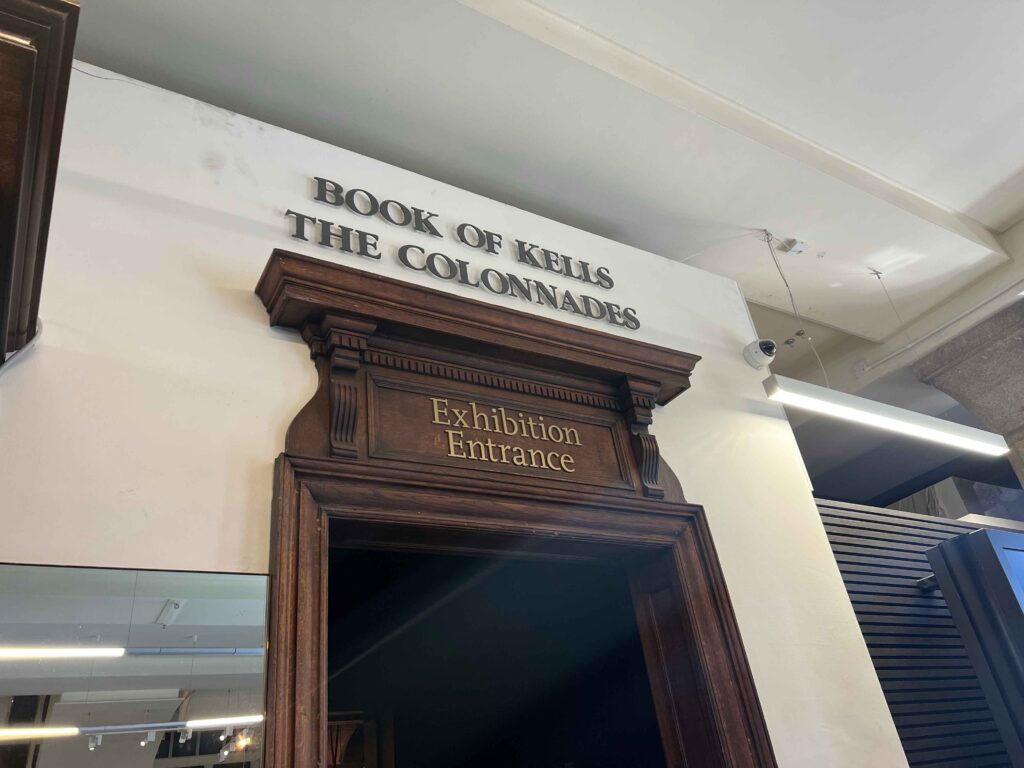 BOOK OF KELLS
THE COLONNADES
Exhibition
Entrance